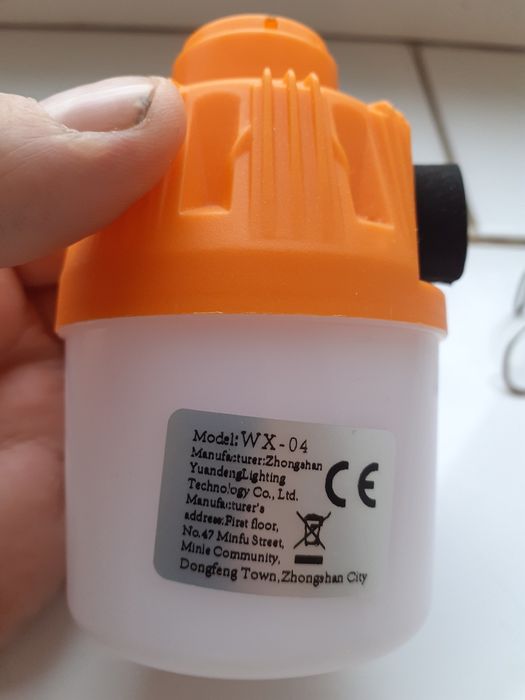 Model:WX-04
Manufacturer:Zhongshan
YuandengLighting
Technology Co., Ltd.
Manufacturer's
address:First floor,
No.47 Minfu Street,
Minle Community,
Dongfeng Town,Zhongshan City
CE